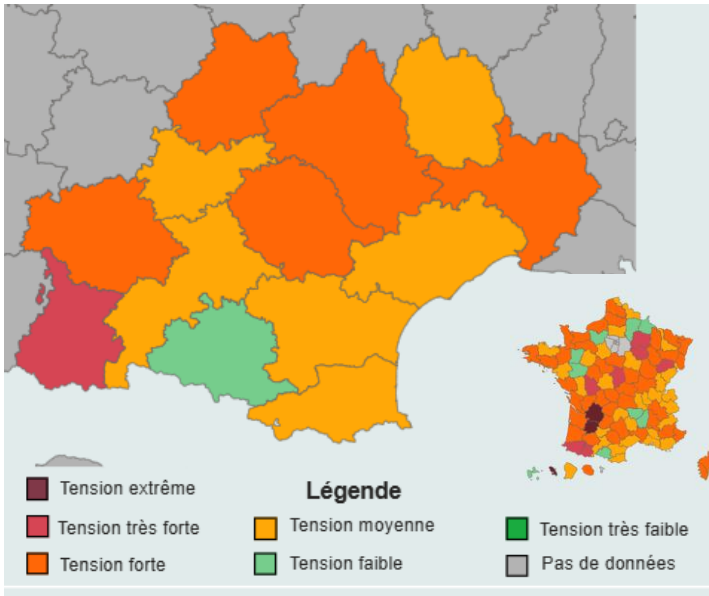 Légende
Tension extrême
Tension très forte
Tension forte
Tension moyenne
Tension faible
Tension très faible
Pas de données